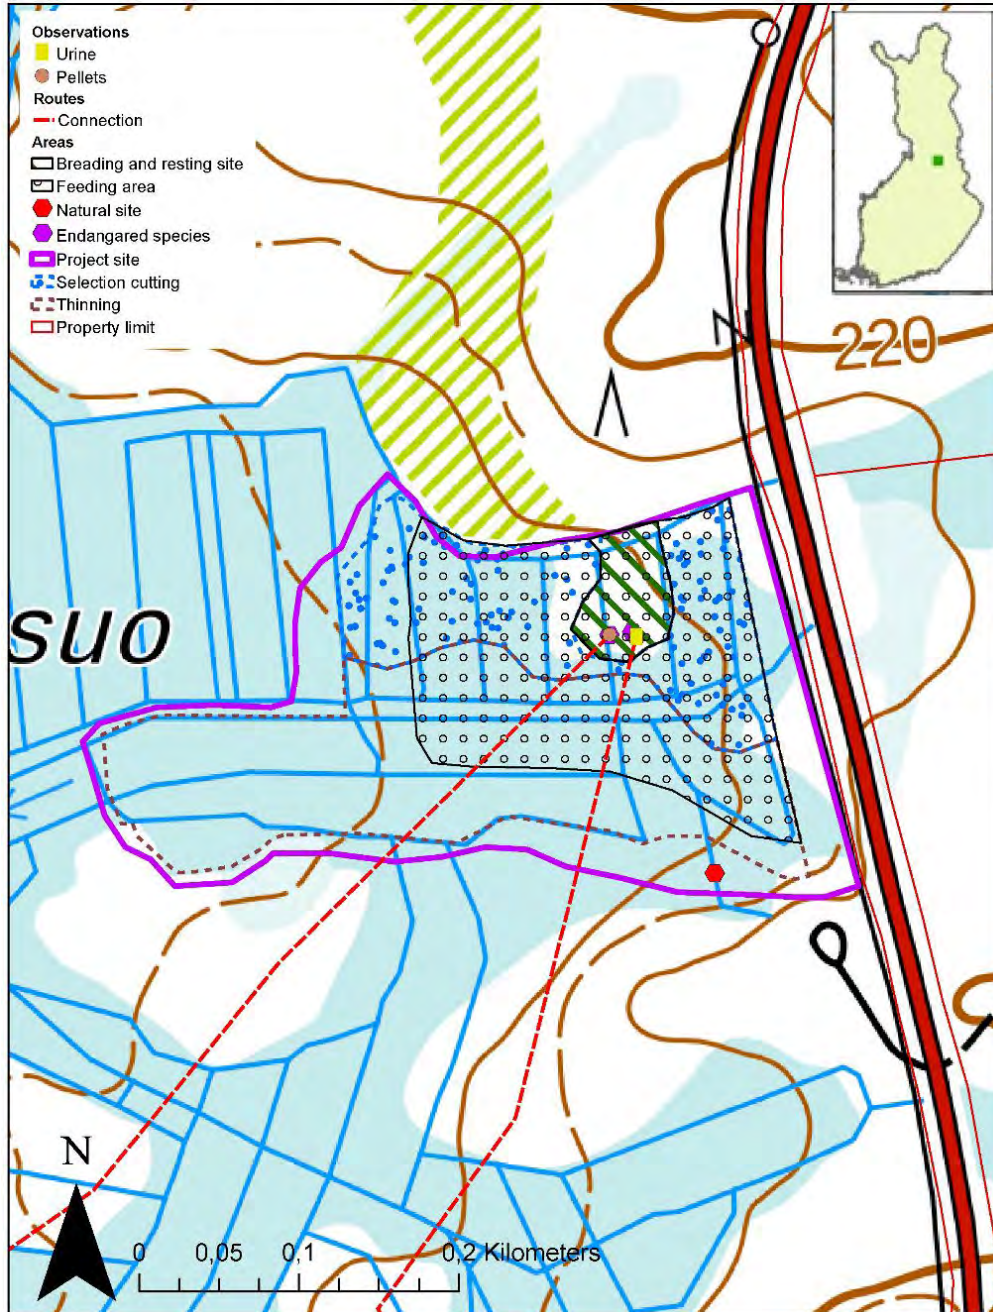 Observations
Urine
Pellets
Routes
Connection
Areas
Breading and resting site
Feeding area
Natural site
Endangared species
Project site
Selection cutting
Thinning
Property limit
220
suo
N
0 0,05 0,1 0,2 Kilometers